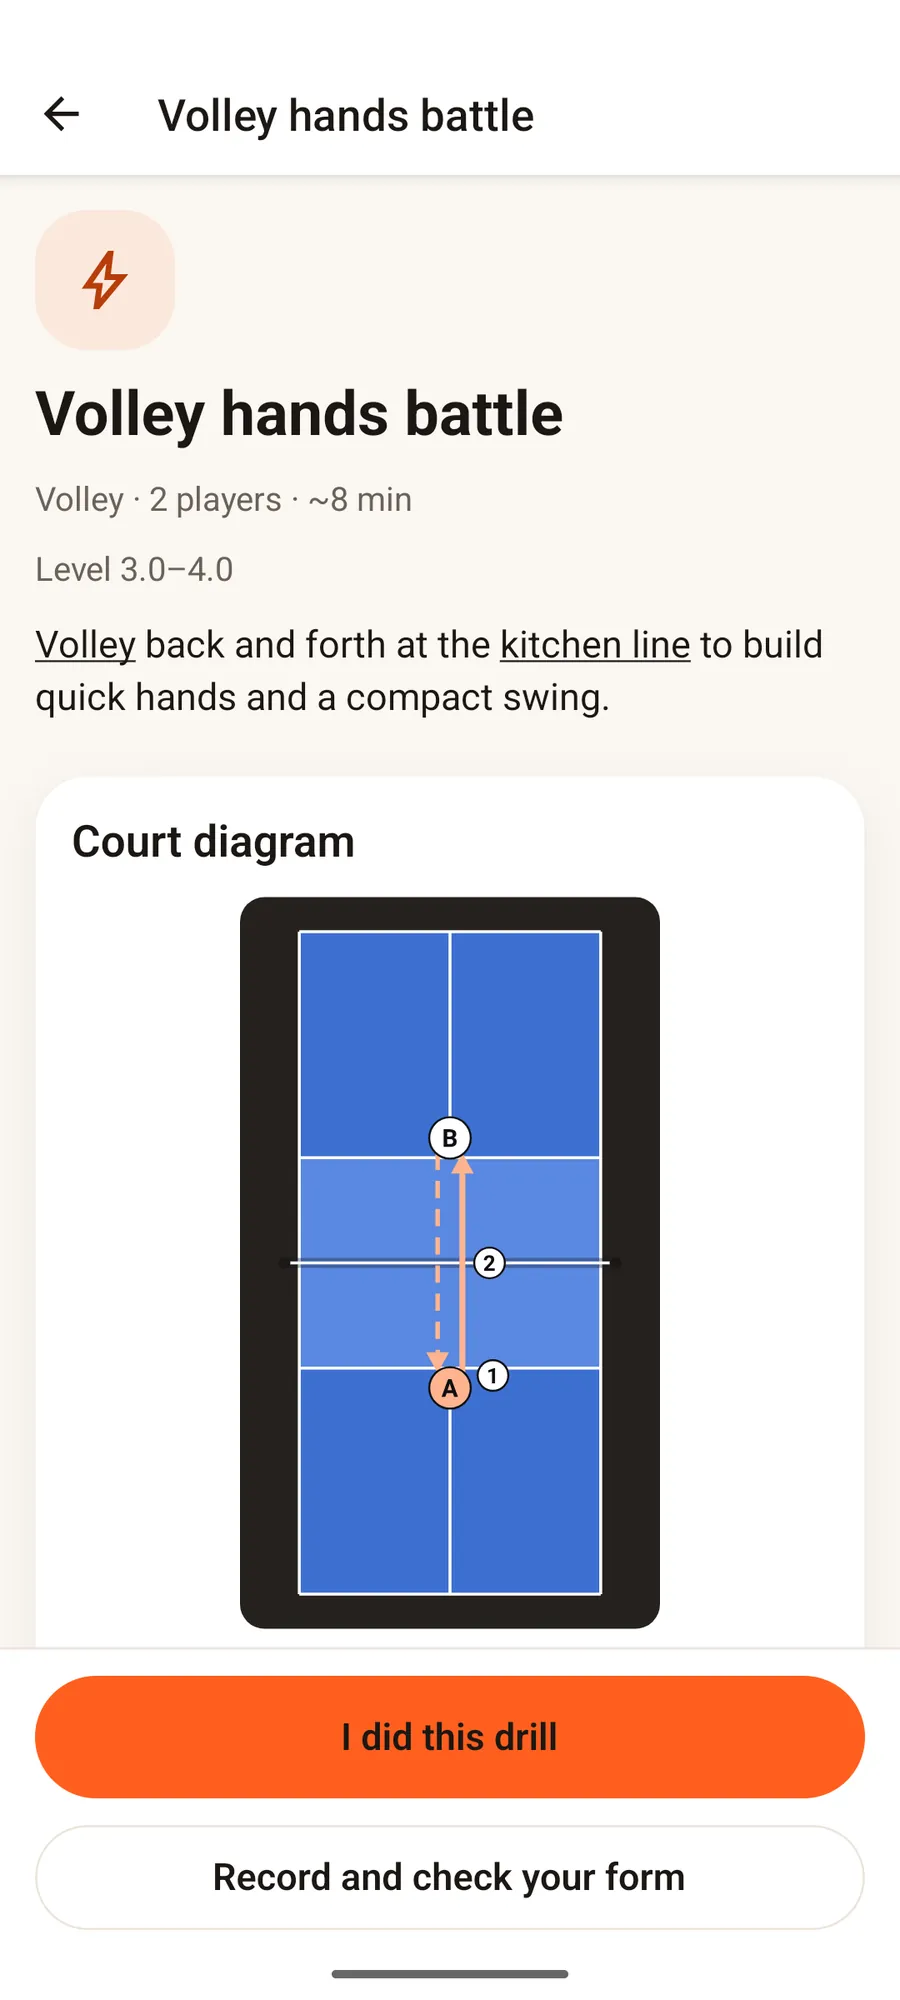 Volley hands battle
Volley hands battle
Volley · 2 players · ~8 min
Level 3.0–4.0
Volley back and forth at the kitchen line to build
quick hands and a compact swing.
Court diagram
B
2
1
A
I did this drill
Record and check your form